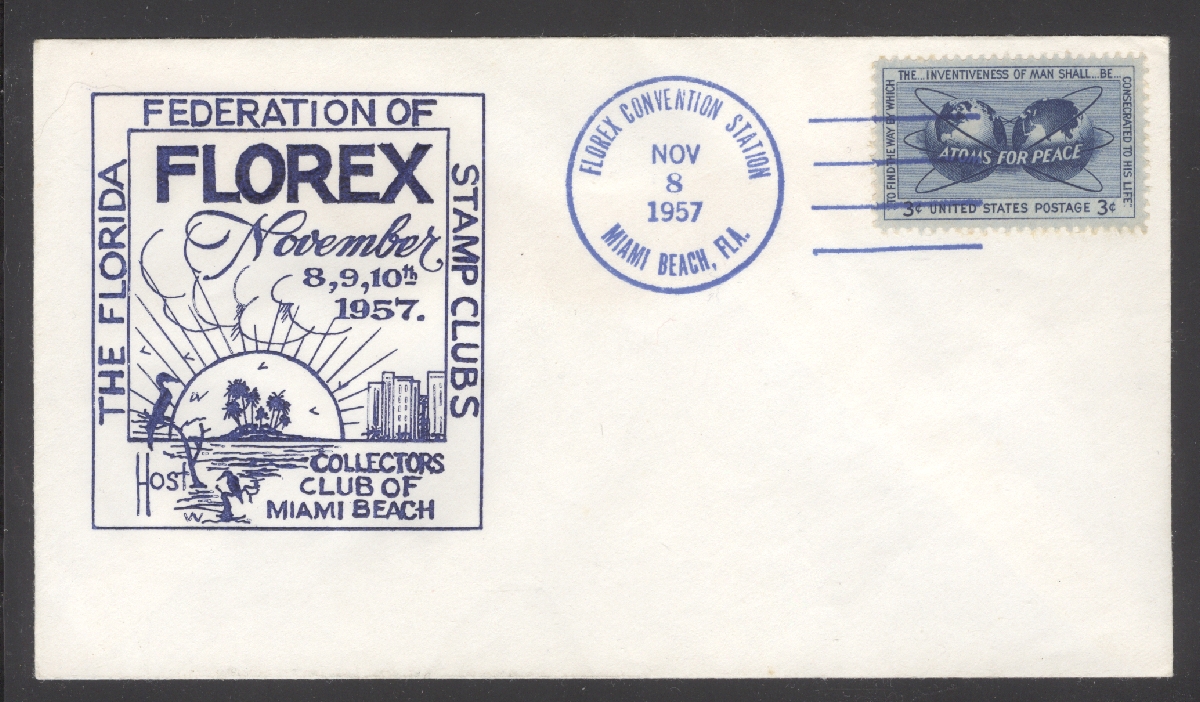 THE FLORIDA
FEDERATION OF
STAMP CLUBS
FLOREX
November
8,9,10th
1957.
Host
COLLECTORS
CLUB OF
MIAMI BEACH
FLOREX CONVENTION STATION
NOV
8
1957
MIAMI BEACH, FLA.
TO FIND THE WAY BY WHICH
THE...INVENTIVENESS OF MAN SHALL...BE...
CONSECRATED TO HIS LIFE."
ATOMS FOR PEACE
3¢ UNITED STATES POSTAGE 3¢